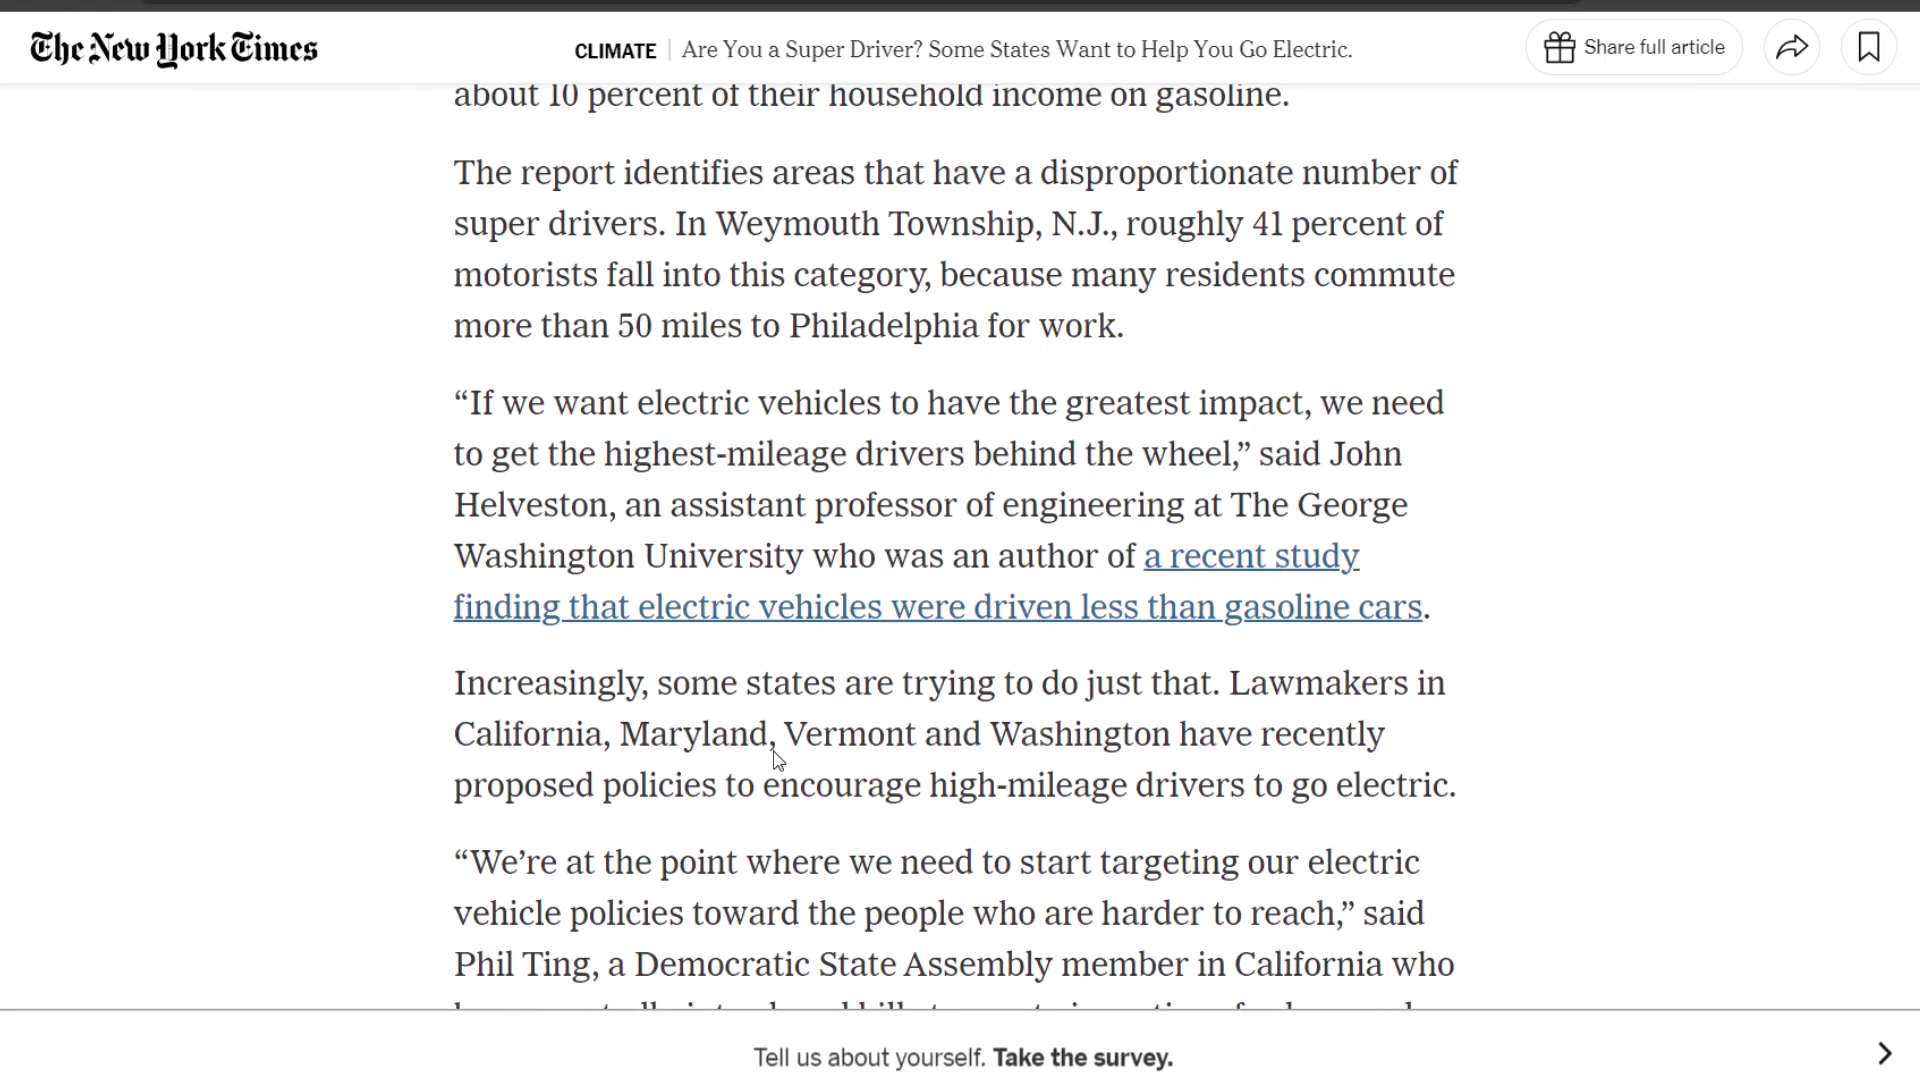 The New York Times
CLIMATE | Are You a Super Driver? Some States Want to Help You Go Electric.
Share full article
about 10 percent of their household income on gasoline.
The report identifies areas that have a disproportionate number of
super drivers. In Weymouth Township, N.J., roughly 41 percent of
motorists fall into this category, because many residents commute
more than 50 miles to Philadelphia for work.
“If we want electric vehicles to have the greatest impact, we need
to get the highest-mileage drivers behind the wheel,” said John
Helveston, an assistant professor of engineering at The George
Washington University who was an author of a recent study
finding that electric vehicles were driven less than gasoline cars.
Increasingly, some states are trying to do just that. Lawmakers in
California, Maryland, Vermont and Washington have recently
proposed policies to encourage high-mileage drivers to go electric.
“We’re at the point where we need to start targeting our electric
vehicle policies toward the people who are harder to reach,” said
Phil Ting, a Democratic State Assembly member in California who
Tell us about yourself. Take the survey.